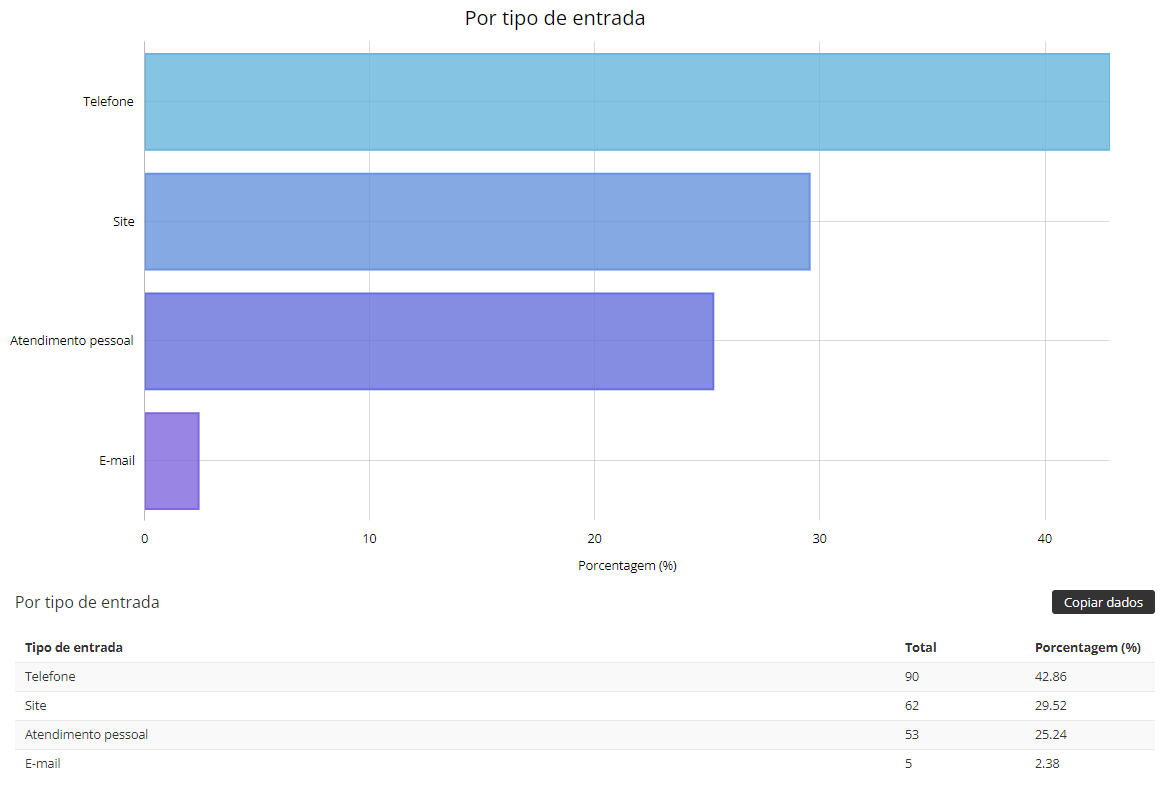 Por tipo de entrada
Telefone
Site
Atendimento pessoal
E-mail
0 10 20 30 40
Porcentagem (%)
Por tipo de entrada Copiar dados
Tipo de entrada Total Porcentagem (%)
Telefone 90 42.86
Site 62 29.52
Atendimento pessoal 53 25.24
E-mail 5 2.38